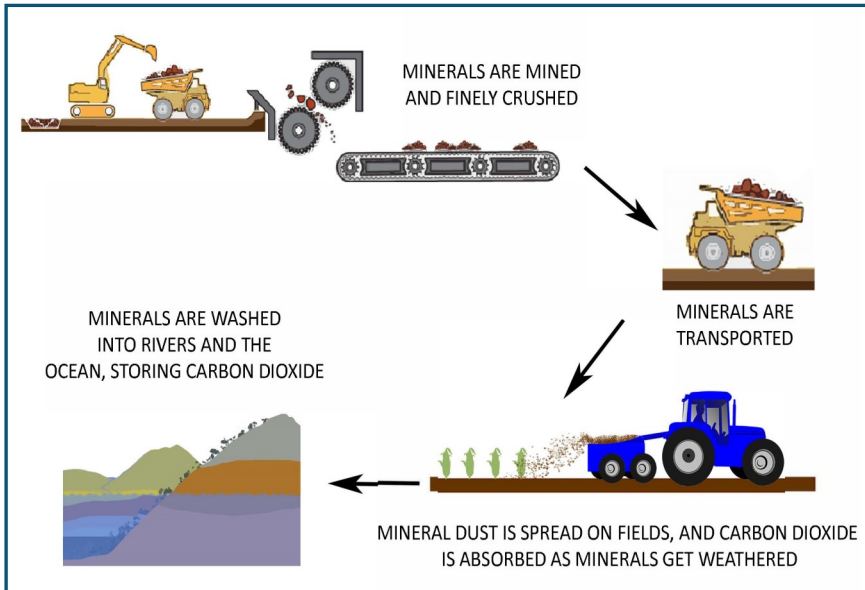 MINERALS ARE MINED
AND FINELY CRUSHED
MINERALS ARE
TRANSPORTED
MINERAL DUST IS SPREAD ON FIELDS, AND CARBON DIOXIDE
IS ABSORBED AS MINERALS GET WEATHERED
MINERALS ARE WASHED
INTO RIVERS AND THE
OCEAN, STORING CARBON DIOXIDE